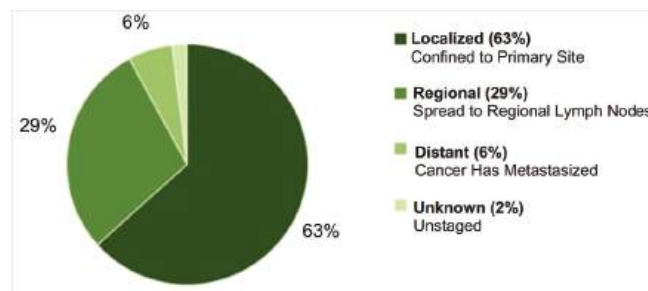 6%
29%
63%
Localized (63%)
Confined to Primary Site
Regional (29%)
Spread to Regional Lymph Nodes
Distant (6%)
Cancer Has Metastasized
Unknown (2%)
Unstaged